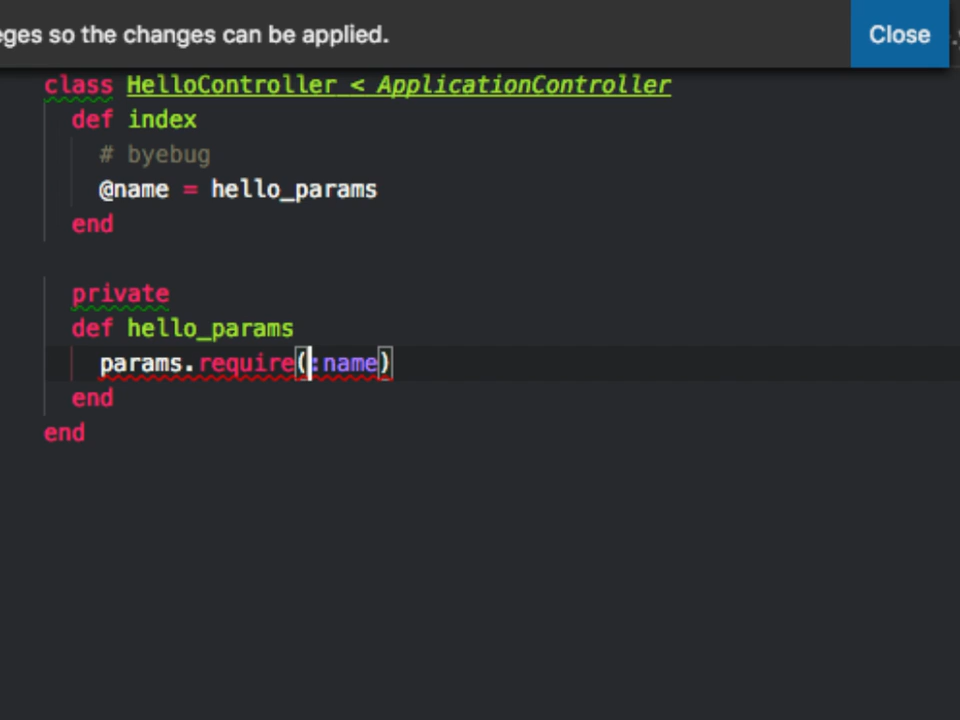 eges so the changes can be applied.
Close
class HelloController < ApplicationController
def index
# byebug
@name = hello_params
end
private
def hello_params
params.require(:name)
end
end